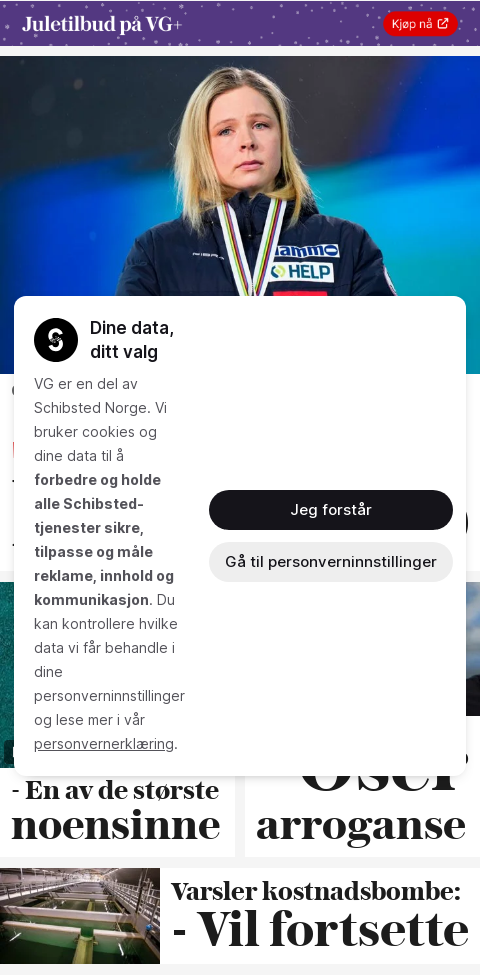 Juletilbud på VG+
Kjøp nå
HELP
Dine data,
ditt valg
VG er en del av
Schibsted Norge. Vi
bruker cookies og
dine data til å
forbedre og holde
alle Schibsted-
tjenester sikre,
tilpasse og måle
reklame, innhold og
kommunikasjon. Du
kan kontrollere hvilke
data vi får behandle i
dine
personverninnstillinger
og lese mer i vår
personvernerklæring.
Jeg forstår
Gå til personverninnstillinger
- En av de største
noensinne
Oser
arroganse
Varsler kostnadsbombe:
- Vil fortsette